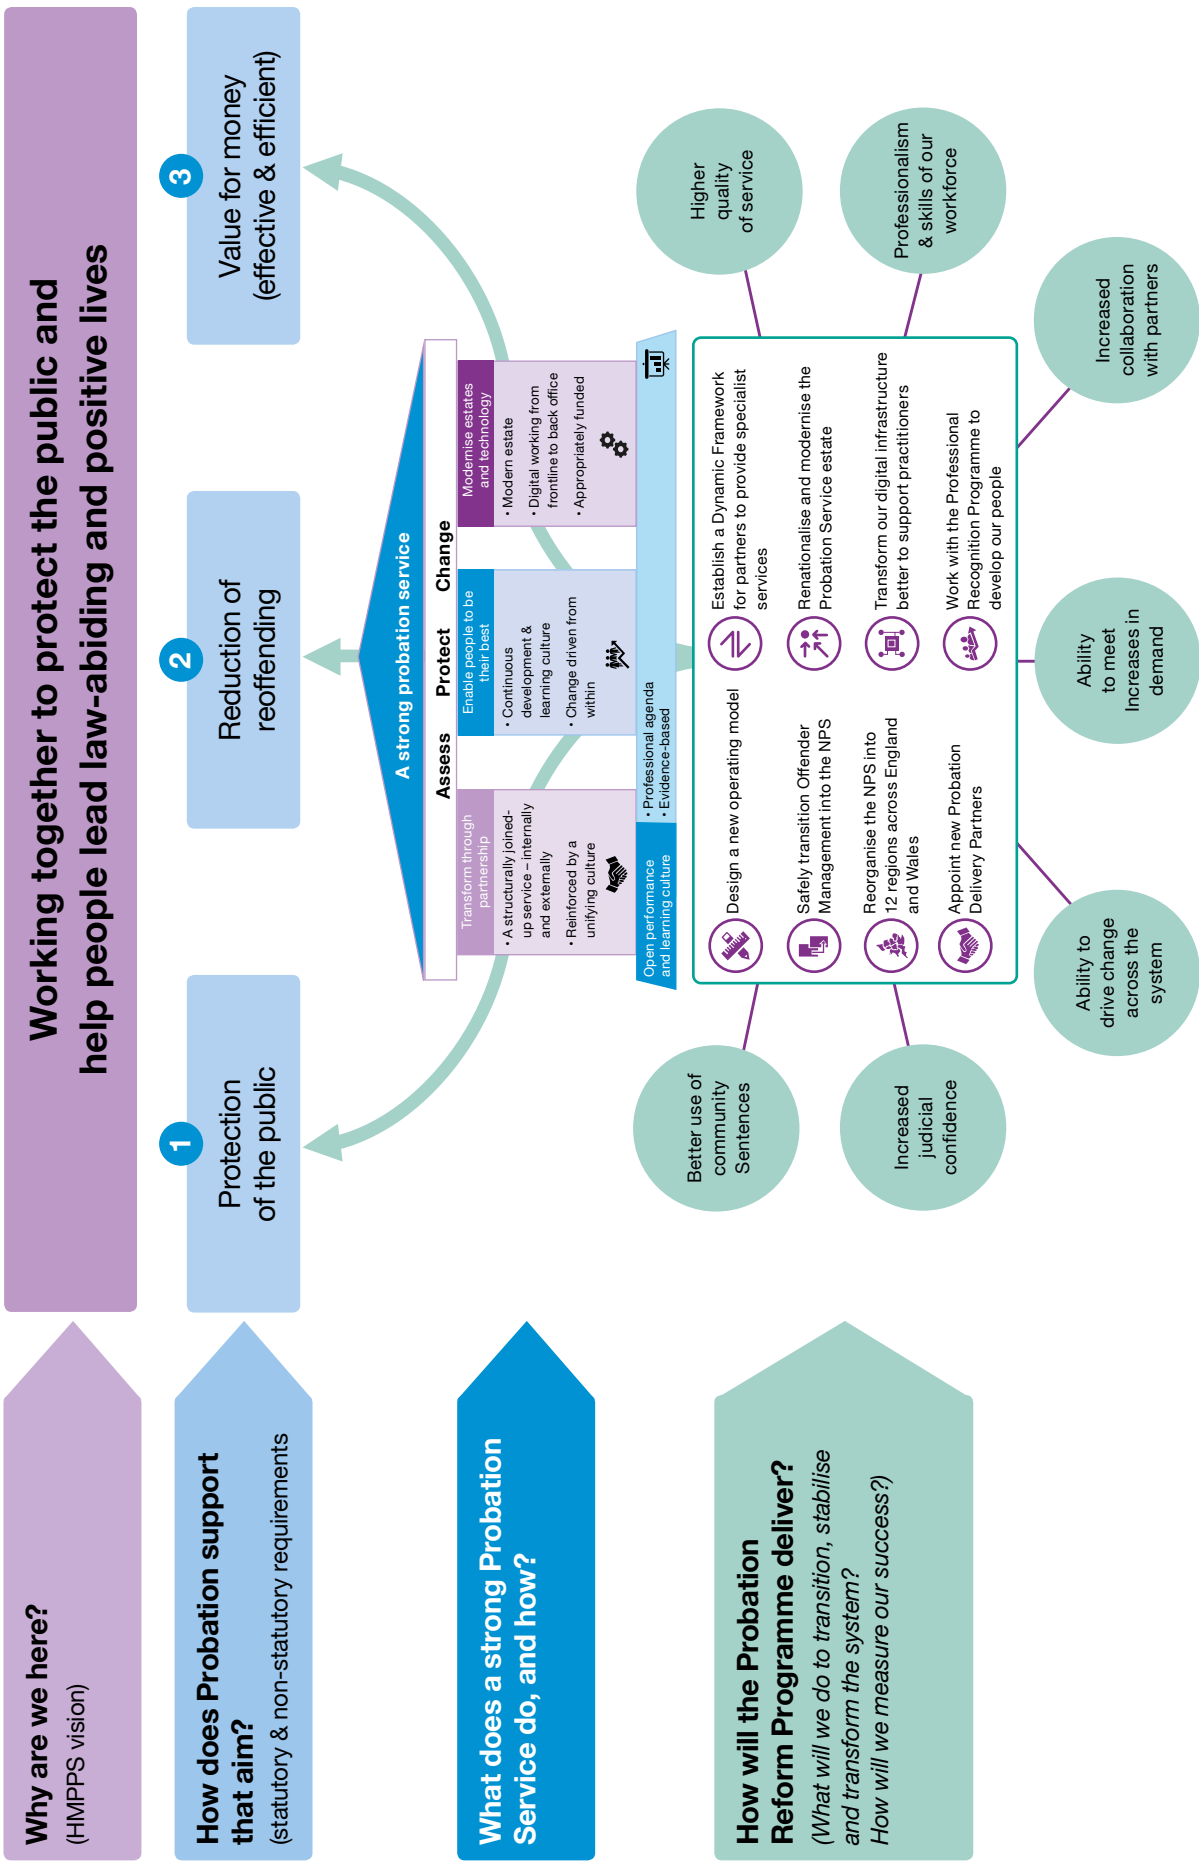 Why are we here?
(HMPPS vision)
Working together to protect the public and
help people lead law-abiding and positive lives
How does Probation support
that aim?
(statutory & non-statutory requirements
1
Protection
of the public
2
Reduction of
reoffending
3
Value for money
(effective & efficient)
What does a strong Probation
Service do, and how?
A strong probation service
Assess Protect Change
Transform through
partnership
• A structurally joined-
up service – internally
and externally
• Reinforced by a
unifying culture
Enable people to be
their best
• Continuous
development &
learning culture
• Change driven from
within
Modernise estates
and technology
• Modern estate
• Digital working from
frontline to back office
• Appropriately funded
Open performance
and learning culture
• Professional agenda
• Evidence-based
How will the Probation
Reform Programme deliver?
(What will we do to transition, stabilise
and transform the system?
How will we measure our success?)
Design a new operating model
Safely transition Offender
Management into the NPS
Reorganise the NPS into
12 regions across England
and Wales
Appoint new Probation
Delivery Partners
Establish a Dynamic Framework
for partners to provide specialist
services
Renationalise and modernise the
Probation Service estate
Transform our digital infrastructure
better to support practitioners
Work with the Professional
Recognition Programme to
develop our people
Better use of
community
Sentences
Increased
judicial
confidence
Ability to
drive change
across the
system
Ability
to meet
Increases in
demand
Increased
collaboration
with partners
Professionalism
& skills of our
workforce
Higher
quality
of service